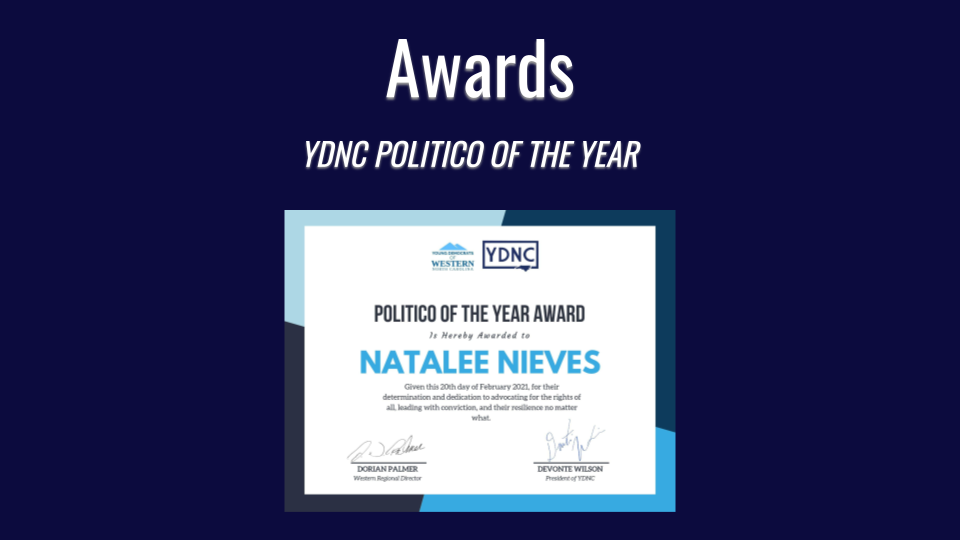 Awards
YDNC POLITICO OF THE YEAR
YOUNG DEMOCRATS
OF
WESTERN
NORTH CAROLINA
YDNC
POLITICO OF THE YEAR AWARD
Is Hereby Awarded to
NATALEE NIEVES
Given this 20th day of February 2021, for their
determination and dedication to advocating for the rights of
all, leading with conviction, and their resilience no matter
what.
DORIAN PALMER
Western Regional Director
DEVONTE WILSON
President of YDNC